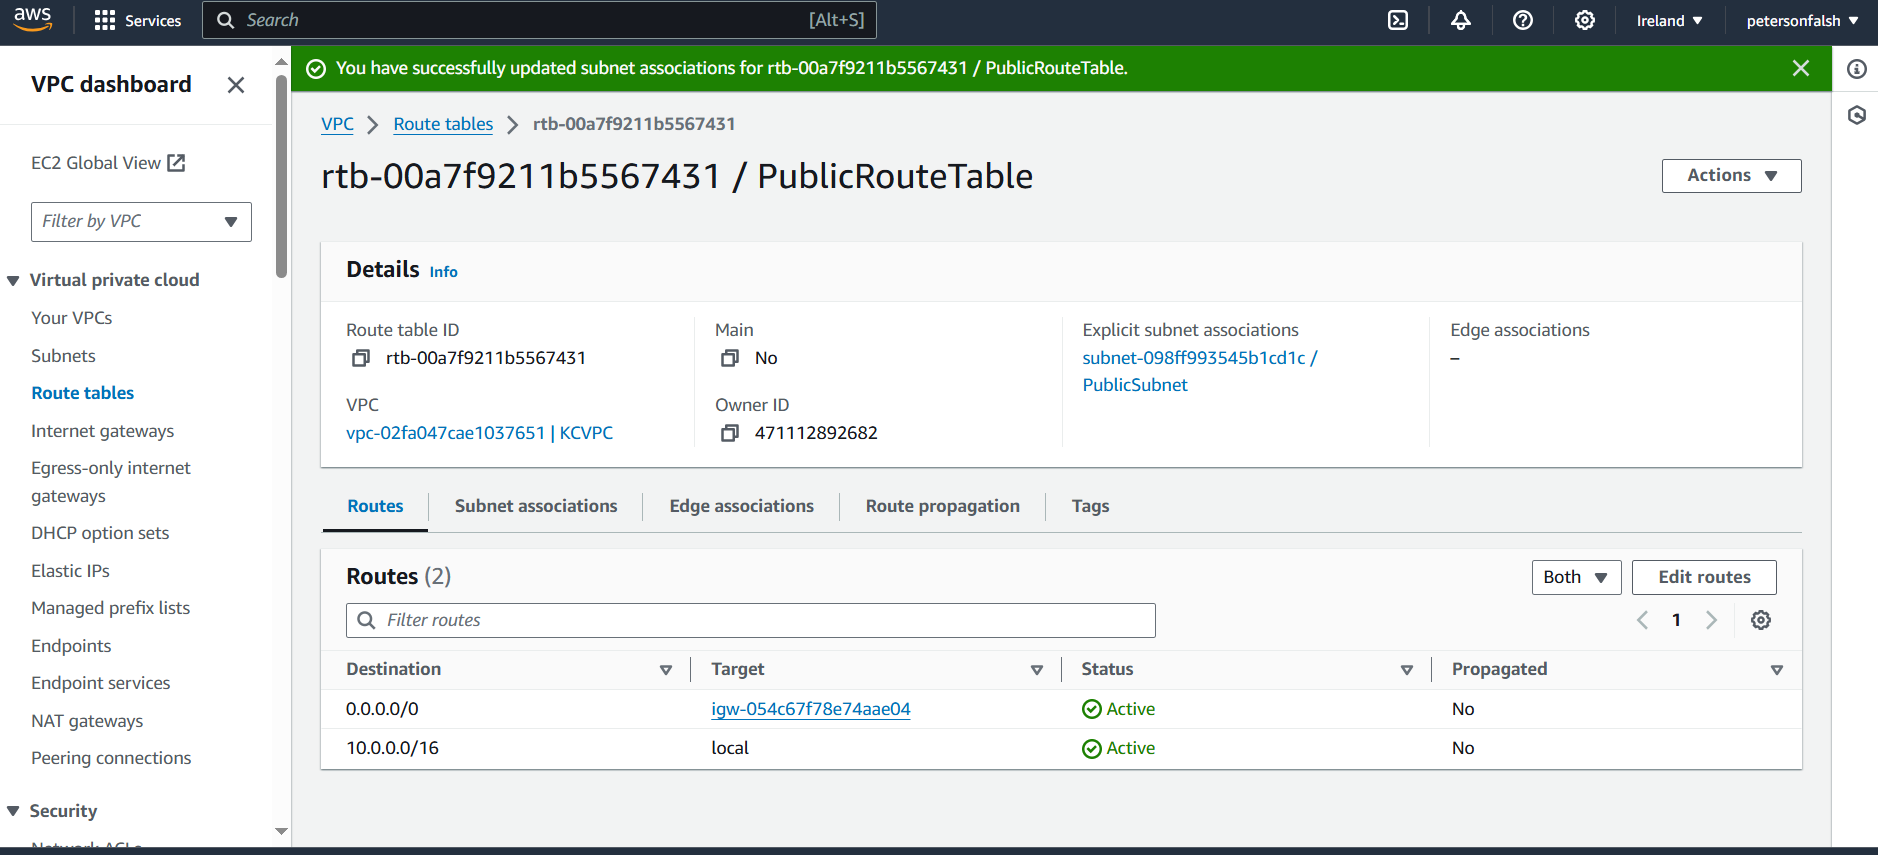 aws
Services
Search
[Alt+S]
Ireland
petersonfalsh
VPC dashboard
EC2 Global View
Filter by VPC
Virtual private cloud
Your VPCs
Subnets
Route tables
Internet gateways
Egress-only internet
gateways
DHCP option sets
Elastic IPs
Managed prefix lists
Endpoints
Endpoint services
NAT gateways
Peering connections
Security
Network ACLs
You have successfully updated subnet associations for rtb-00a7f9211b5567431 / PublicRouteTable.
VPC
Route tables
rtb-00a7f9211b5567431
rtb-00a7f9211b5567431 / PublicRouteTable
Actions
Details Info
Route table ID
rtb-00a7f9211b5567431
VPC
vpc-02fa047cae1037651 | KCVPC
Main
No
Owner ID
471112892682
Explicit subnet associations
subnet-098ff993545b1cd1c /
PublicSubnet
Edge associations
–
Routes
Subnet associations
Edge associations
Route propagation
Tags
Routes (2)
Both
Edit routes
Filter routes
1
Destination Target Status Propagated
0.0.0.0/0 igw-054c67f78e74aae04 Active No
10.0.0.0/16 local Active No